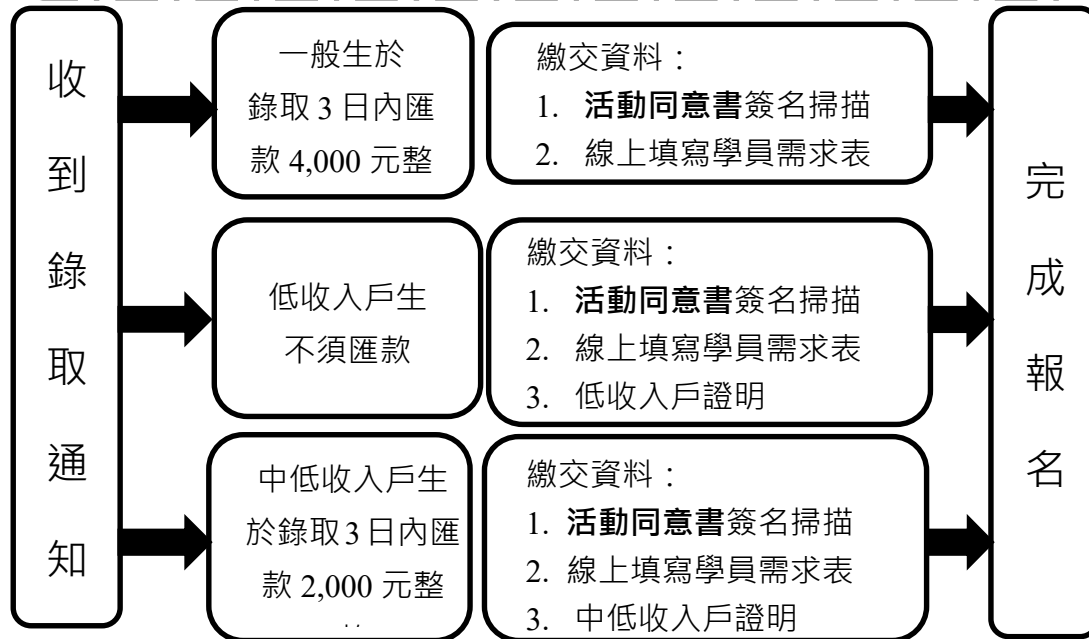 收到錄取通知
一般生於
錄取 3 日內匯
款 4,000 元整
繳交資料：
1. 活動同意書簽名掃描
2. 線上填寫學員需求表
低收入戶生
不須匯款
繳交資料：
1. 活動同意書簽名掃描
2. 線上填寫學員需求表
3. 低收入戶證明
中低收入戶生
於錄取 3 日內匯
款 2,000 元整
繳交資料：
1. 活動同意書簽名掃描
2. 線上填寫學員需求表
3. 中低收入戶證明
完成報名